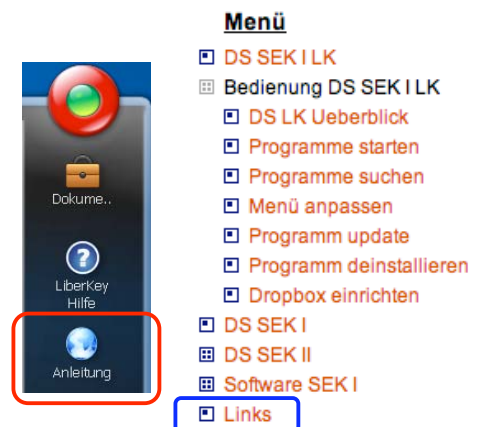 Dokume..
LiberKey
Hilfe
Anleitung
Menü
DS SEK I LK
Bedienung DS SEK I LK
DS LK Ueberblick
Programme starten
Programme suchen
Menü anpassen
Programm update
Programm deinstallieren
Dropbox einrichten
DS SEK I
DS SEK II
Software SEK I
Links